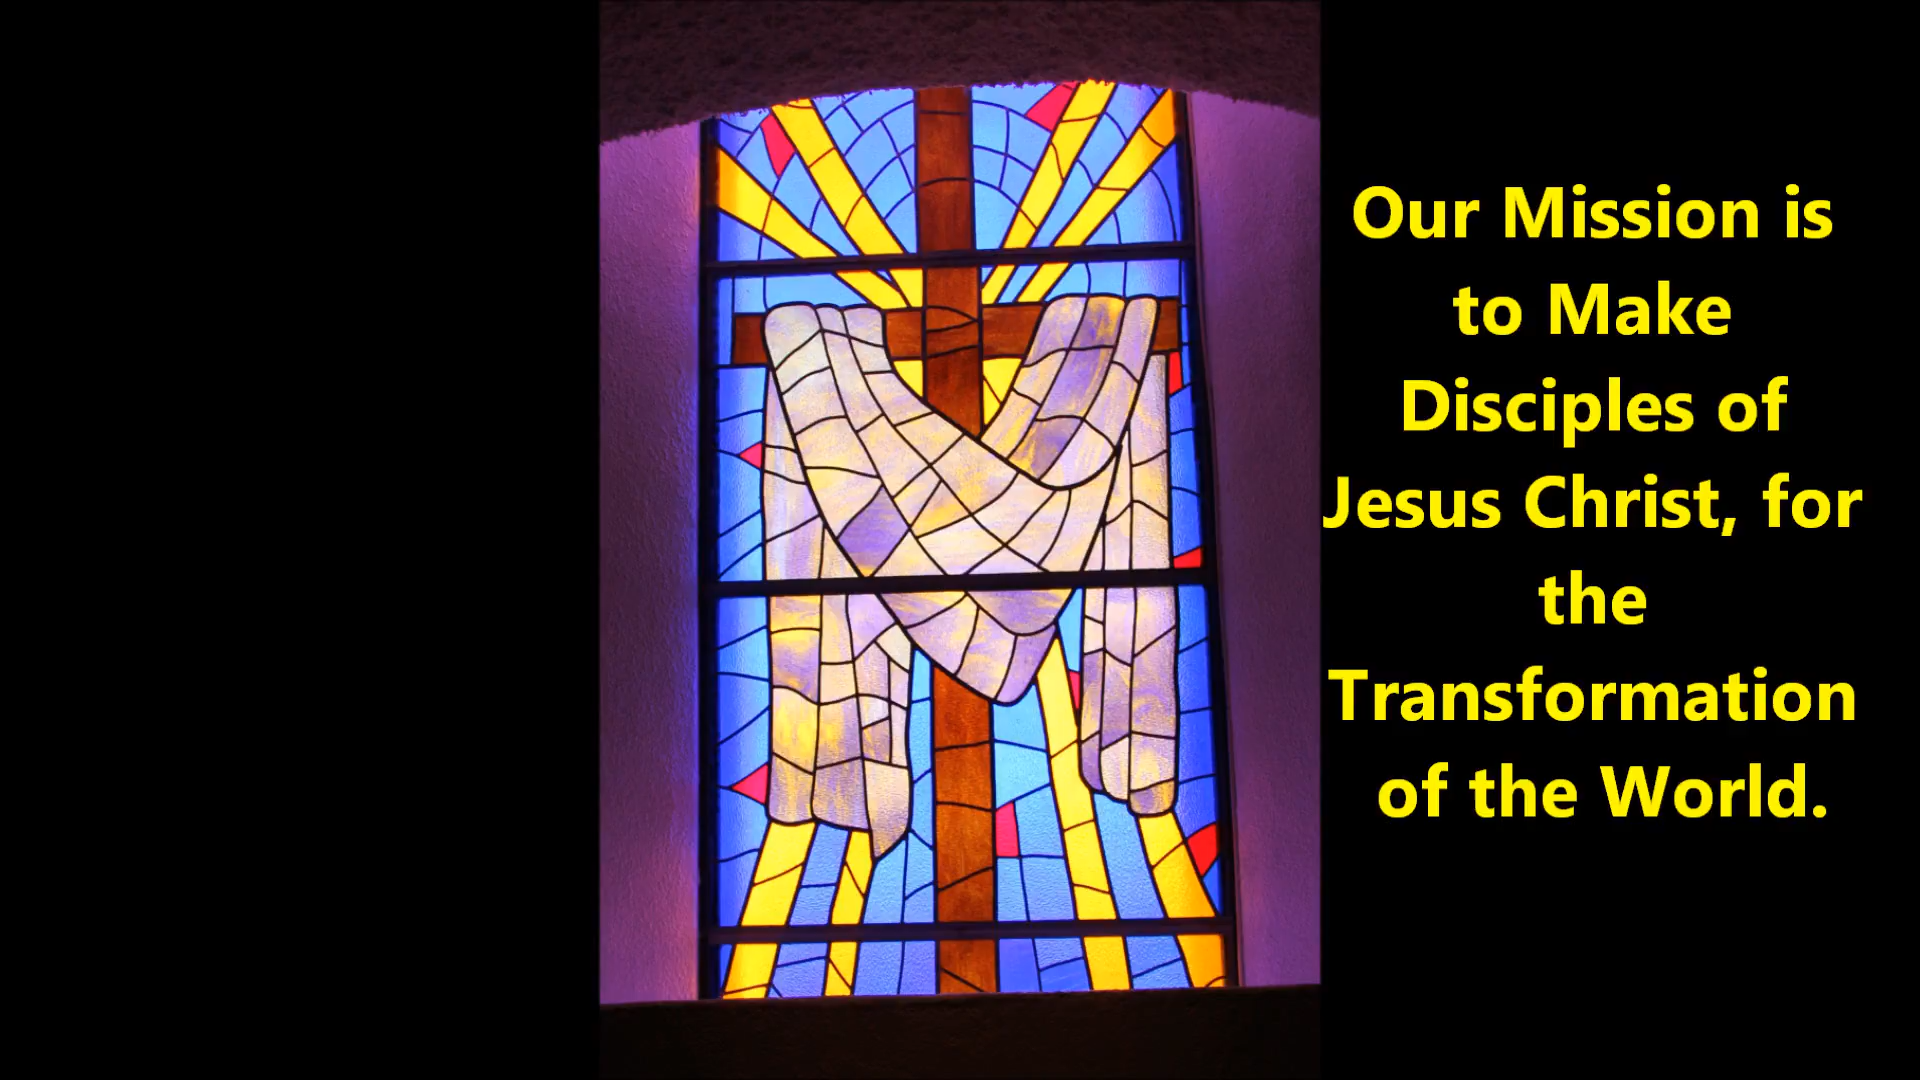 Our Mission is
to Make
Disciples of
Jesus Christ, for
the
Transformation
of the World.